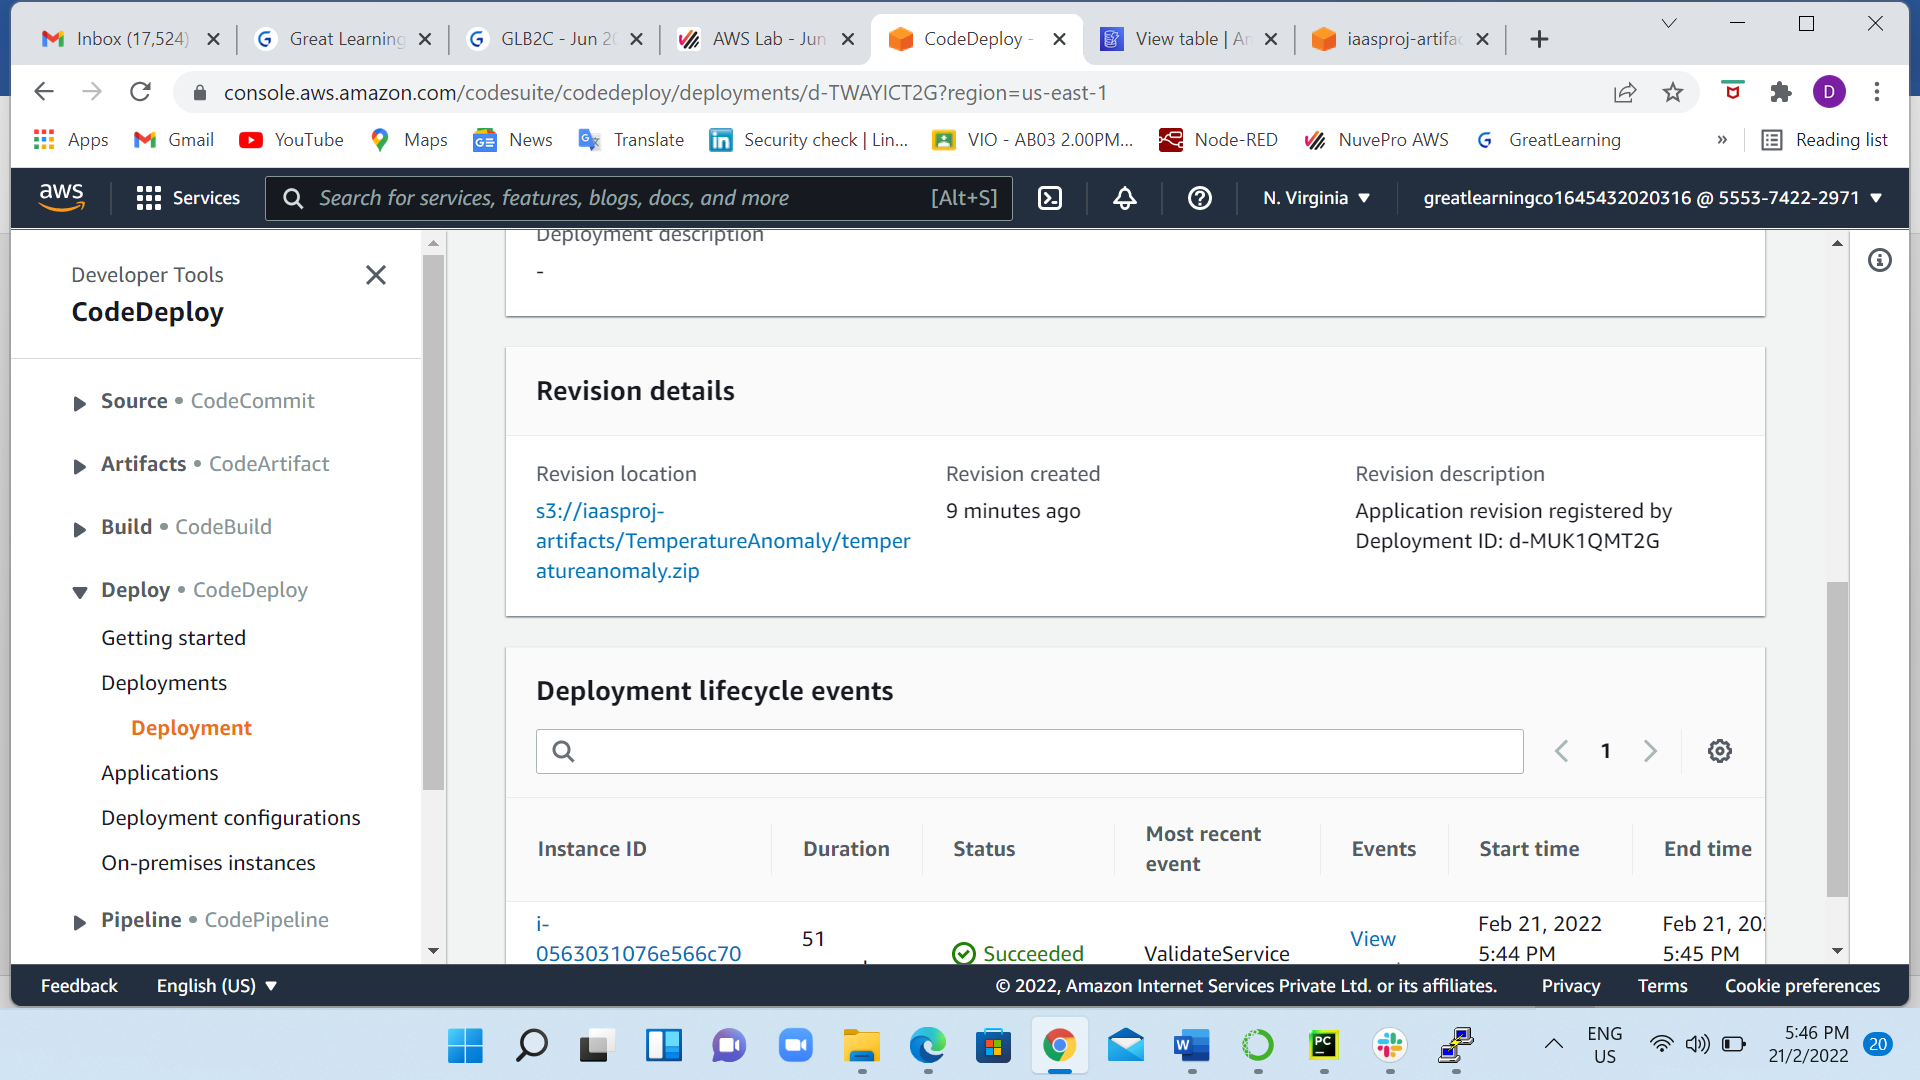 Inbox (17,524)
Great Learning
GLB2C - Jun 20
AWS Lab - Jun
CodeDeploy -
View table | Am
iaasproj-artifac
console.aws.amazon.com/codesuite/codedeploy/deployments/d-TWAYICT2G?region=us-east-1
D
Apps
Gmail
YouTube
Maps
News
Translate
Security check | Lin...
VIO - AB03 2.00PM...
Node-RED
NuvePro AWS
GreatLearning
»
Reading list
aws
Services
Search for services, features, blogs, docs, and more [Alt+S]
N. Virginia
greatlearningco1645432020316 @ 5553-7422-2971
Developer Tools
CodeDeploy
Source • CodeCommit
Artifacts • CodeArtifact
Build • CodeBuild
Deploy • CodeDeploy
Getting started
Deployments
Deployment
Applications
Deployment configurations
On-premises instances
Pipeline • CodePipeline
Deployment description
-
Revision details
Revision location
s3://iaasproj-
artifacts/TemperatureAnomaly/temper
atureanomaly.zip
Revision created
9 minutes ago
Revision description
Application revision registered by
Deployment ID: d-MUK1QMT2G
Deployment lifecycle events
1
Instance ID
Duration
Status
Most recent
event
Events
Start time
End time
i-
0563031076e566c70
51
Succeeded
ValidateService
View
Feb 21, 2022
5:44 PM
Feb 21, 202
5:45 PM
Feedback
English (US)
© 2022, Amazon Internet Services Private Ltd. or its affiliates.
Privacy
Terms
Cookie preferences
W
PC
ENG
US
5:46 PM
21/2/2022
20